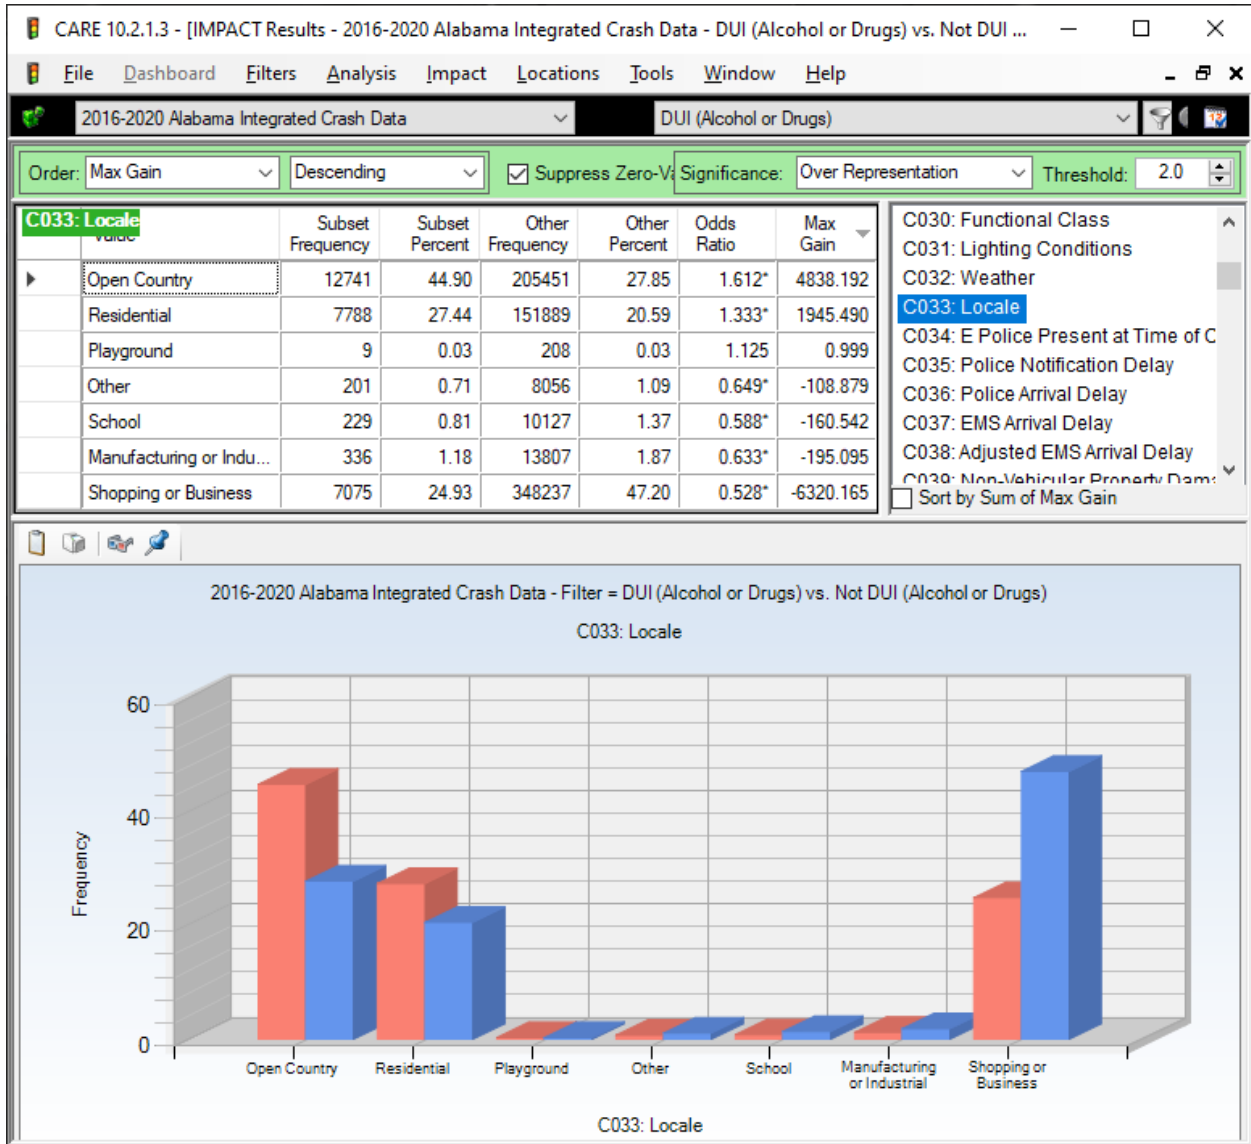 CARE 10.2.1.3 - [IMPACT Results - 2016-2020 Alabama Integrated Crash Data - DUI (Alcohol or Drugs) vs. Not DUI ...
File Dashboard Filters Analysis Impact Locations Tools Window Help
2016-2020 Alabama Integrated Crash Data DUI (Alcohol or Drugs)
Order: Max Gain Descending Suppress Zero-Va Significance: Over Representation Threshold: 2.0
C033: Locale
Value Subset Frequency Subset Percent Other Frequency Other Percent Odds Ratio Max Gain
Open Country 12741 44.90 205451 27.85 1.612* 4838.192
Residential 7788 27.44 151889 20.59 1.333* 1945.490
Playground 9 0.03 208 0.03 1.125 0.999
Other 201 0.71 8056 1.09 0.649* -108.879
School 229 0.81 10127 1.37 0.588* -160.542
Manufacturing or Indu... 336 1.18 13807 1.87 0.633* -195.095
Shopping or Business 7075 24.93 348237 47.20 0.528* -6320.165
C030: Functional Class
C031: Lighting Conditions
C032: Weather
C033: Locale
C034: E Police Present at Time of C
C035: Police Notification Delay
C036: Police Arrival Delay
C037: EMS Arrival Delay
C038: Adjusted EMS Arrival Delay
C039: Non-Vehicular Property Dama
Sort by Sum of Max Gain
2016-2020 Alabama Integrated Crash Data - Filter = DUI (Alcohol or Drugs) vs. Not DUI (Alcohol or Drugs)
C033: Locale
60
40
20
0
Frequency
Open Country Residential Playground Other School Manufacturing or Industrial Shopping or Business
C033: Locale